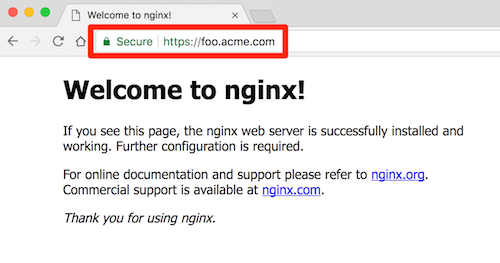 Welcome to nginx!
Secure https://foo.acme.com
Welcome to nginx!
If you see this page, the nginx web server is successfully installed and
working. Further configuration is required.
For online documentation and support please refer to nginx.org.
Commercial support is available at nginx.com.
Thank you for using nginx.